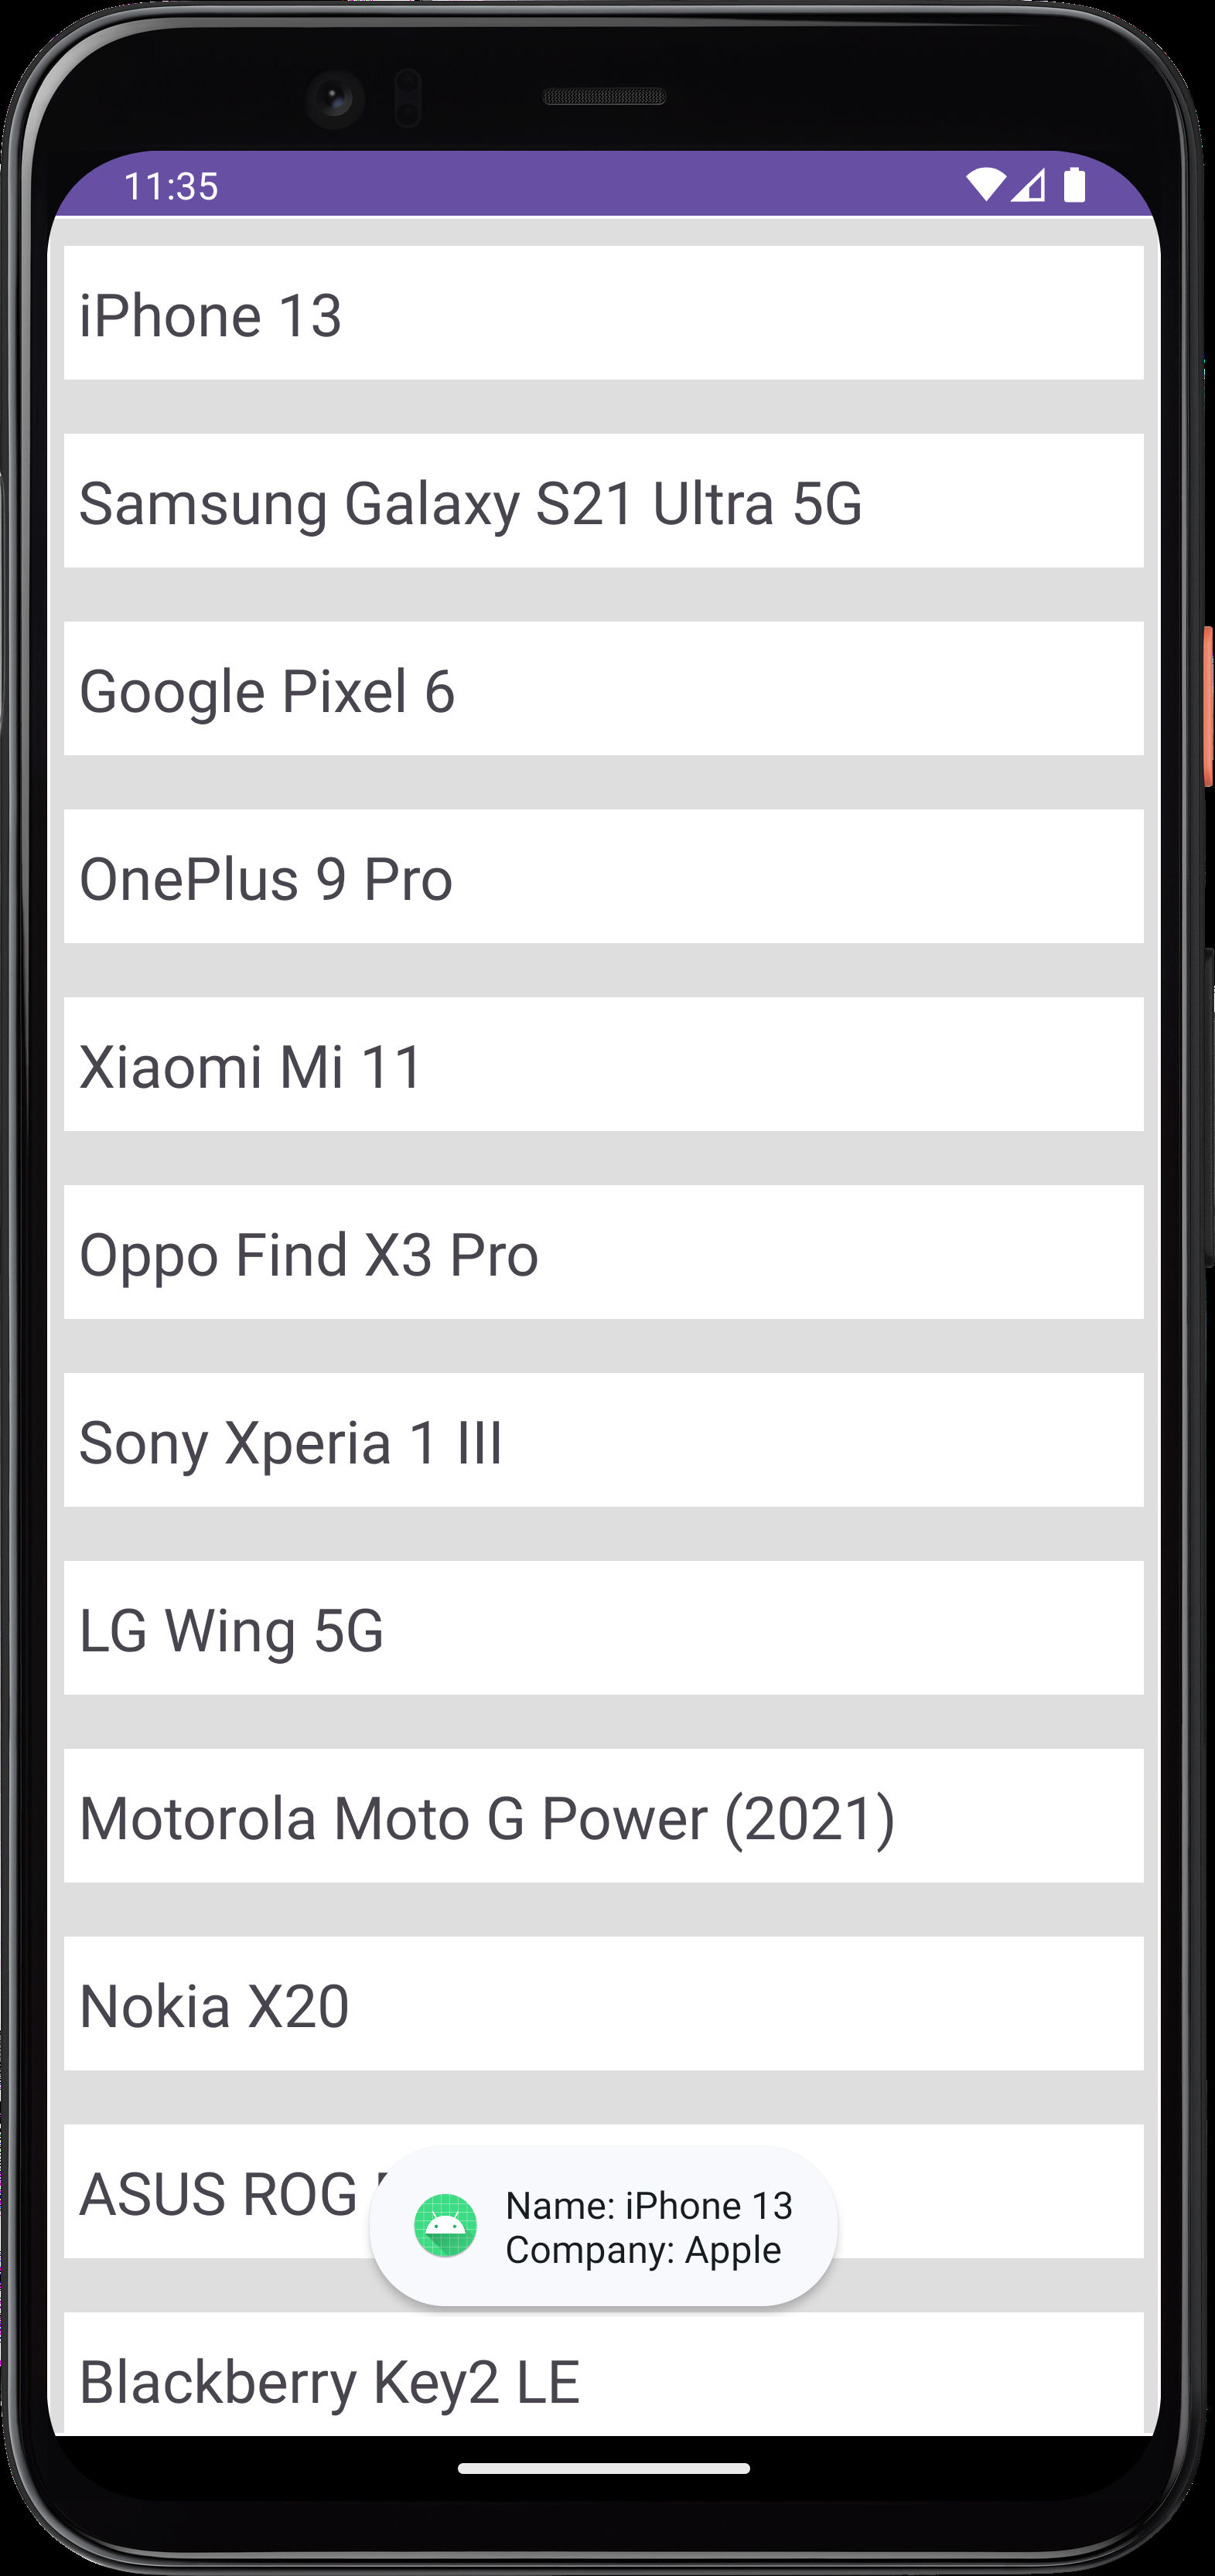 11:35
iPhone 13
Samsung Galaxy S21 Ultra 5G
Google Pixel 6
OnePlus 9 Pro
Xiaomi Mi 11
Oppo Find X3 Pro
Sony Xperia 1 III
LG Wing 5G
Motorola Moto G Power (2021)
Nokia X20
ASUS ROG
Name: iPhone 13
Company: Apple
Blackberry Key2 LE